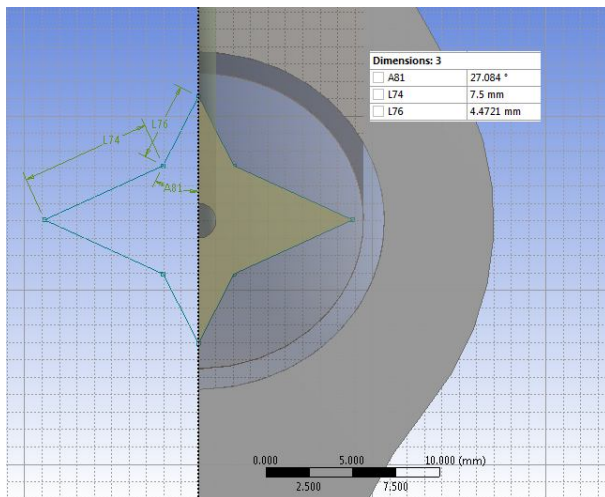 Dimensions: 3
A81 27.084 °
L74 7.5 mm
L76 4.4721 mm
L76
L74
A81
0.000 5.000 10.000 (mm)
2.500 7.500